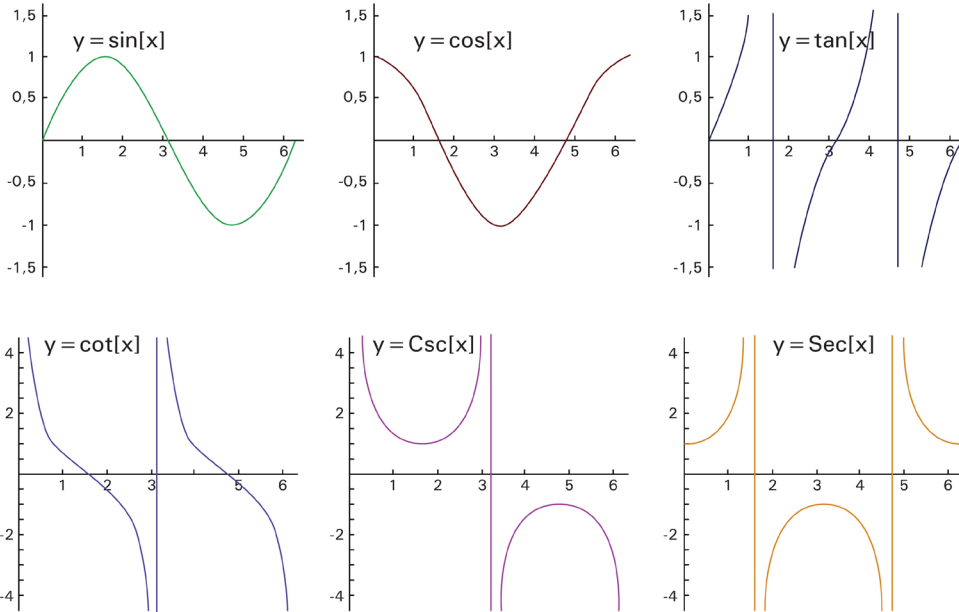 y = sin[x]
1,5
1
0,5
-0,5
-1
-1,5
1 2 3 4 5 6
y = cos[x]
1,5
1
0,5
-0,5
-1
-1,5
1 2 3 4 5 6
y = tan[x]
1,5
1
0,5
-0,5
-1
-1,5
1 2 3 4 5 6
y = cot[x]
4
2
-2
-4
1 2 3 5 6
y = Csc[x]
4
2
-2
-4
1 2 3 4 5 6
y = Sec[x]
4
2
-2
-4
1 2 3 4 5 6